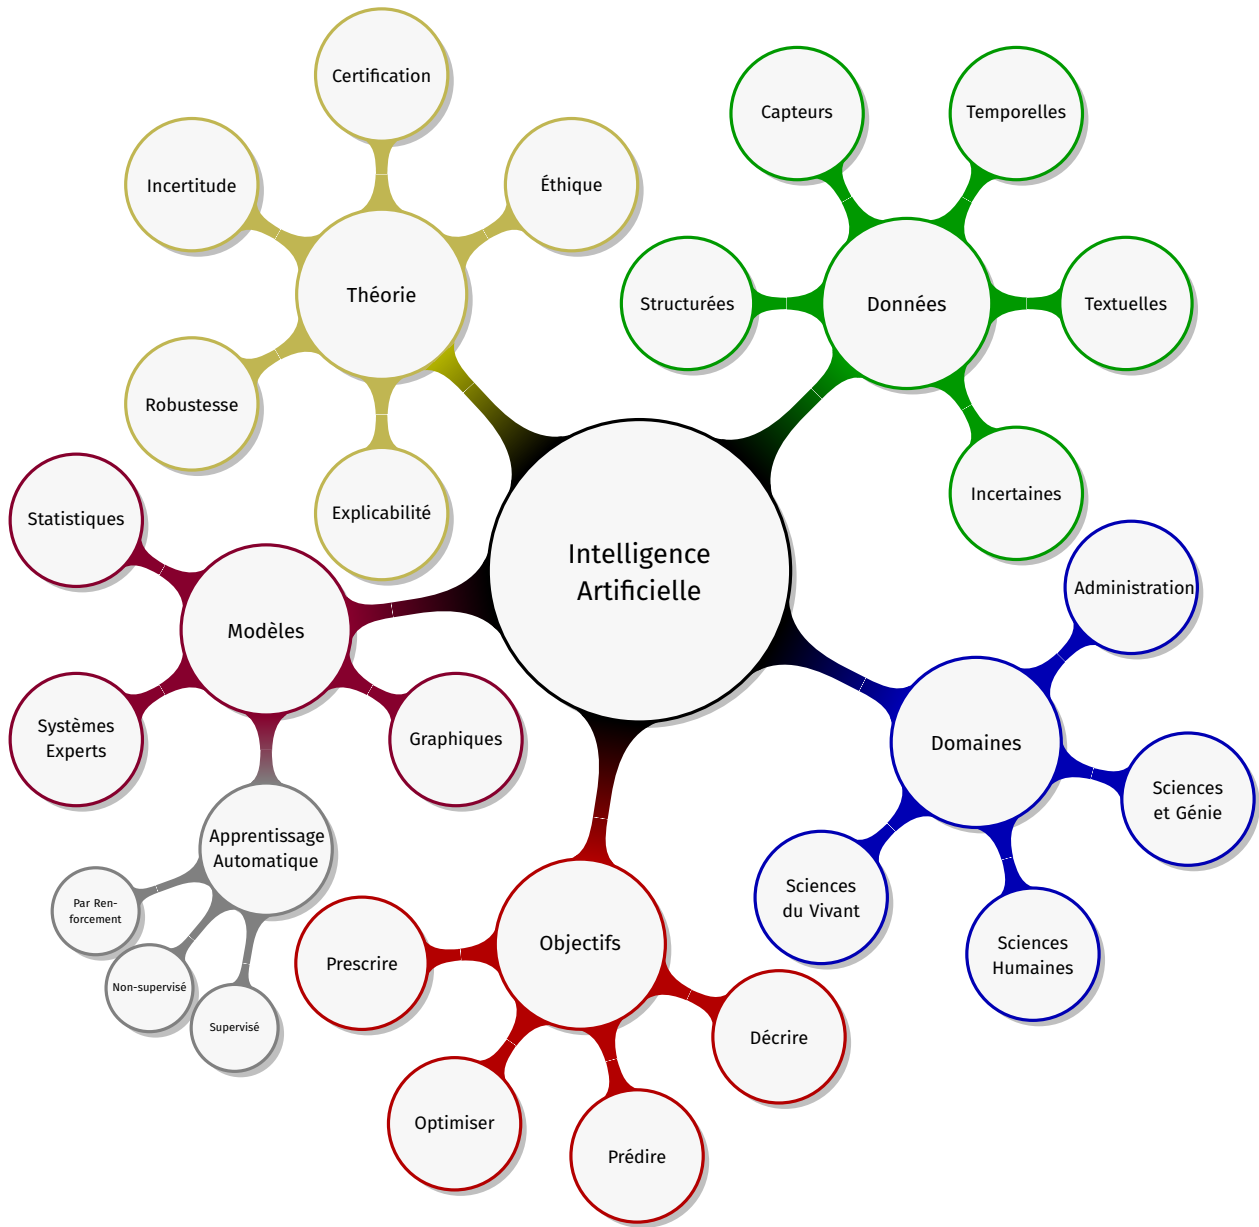 Certification
Incertitude
Éthique
Théorie
Robustesse
Explicabilité
Capteurs
Temporelles
Structurées
Données
Textuelles
Incertaines
Intelligence
Artificielle
Statistiques
Modèles
Systèmes
Experts
Graphiques
Apprentissage
Automatique
Par Ren-
forcement
Non-supervisé
Supervisé
Administration
Domaines
Sciences
et Génie
Sciences
du Vivant
Sciences
Humaines
Objectifs
Prescrire
Décrire
Optimiser
Prédire